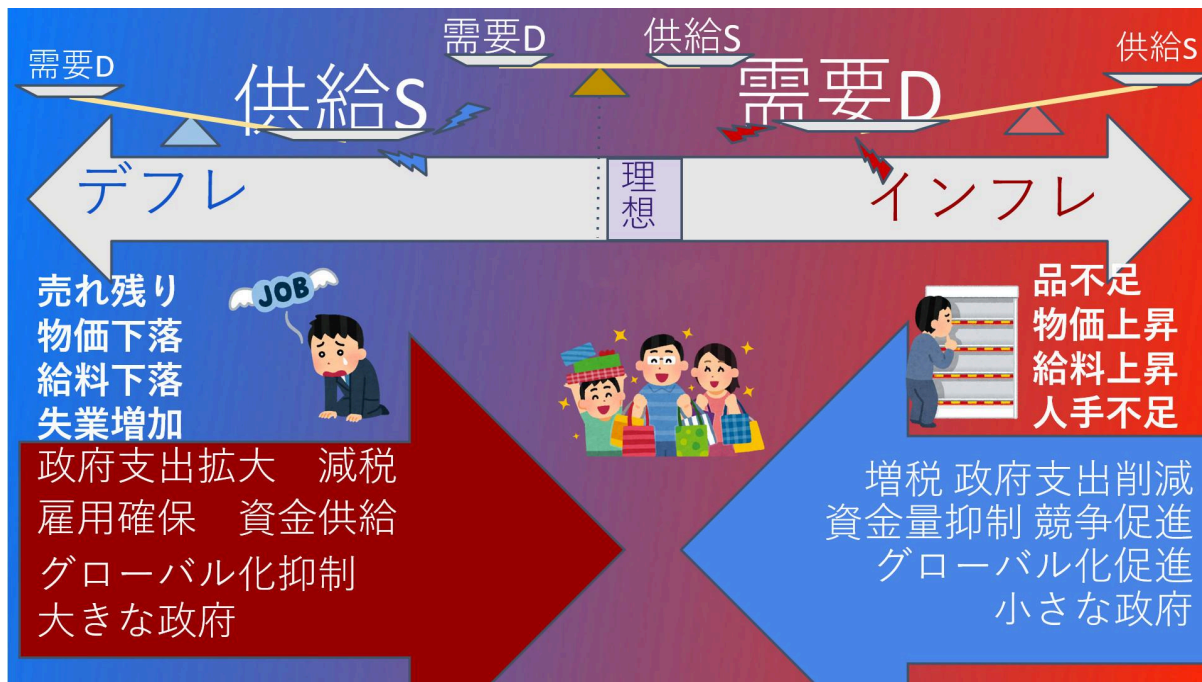 需要D
供給S
需要D
供給S
需要D
供給S
デフレ
理想
インフレ
売れ残り
物価下落
給料下落
失業増加
JOB
品不足
物価上昇
給料上昇
人手不足
政府支出拡大　減税
雇用確保　資金供給
グローバル化抑制
大きな政府
増税 政府支出削減
資金量抑制 競争促進
グローバル化促進
小さな政府